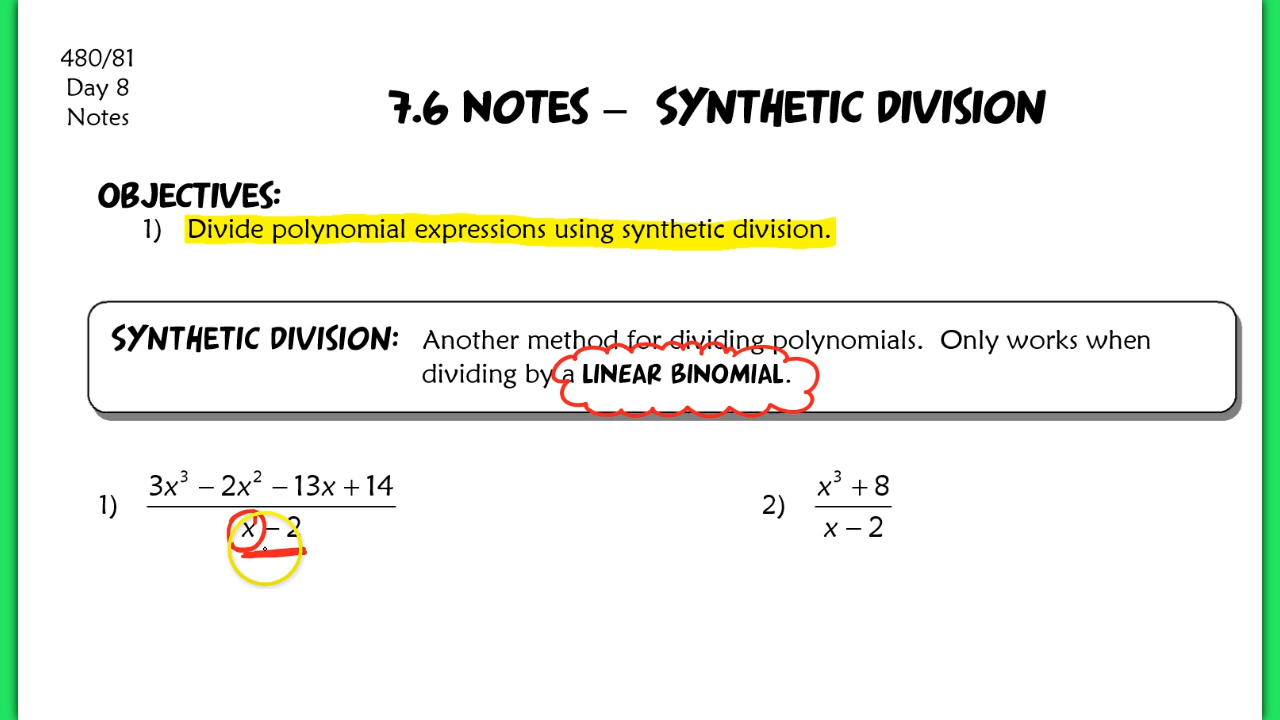 480/81
Day 8
Notes
7.6 NOTES – SYNTHETIC DIVISION
OBJECTIVES:
1) Divide polynomial expressions using synthetic division.
SYNTHETIC DIVISION: Another method for dividing polynomials. Only works when
dividing by a LINEAR BINOMIAL.
1) 3x³ − 2x² − 13x + 14
x − 2
2) x³ + 8
x − 2